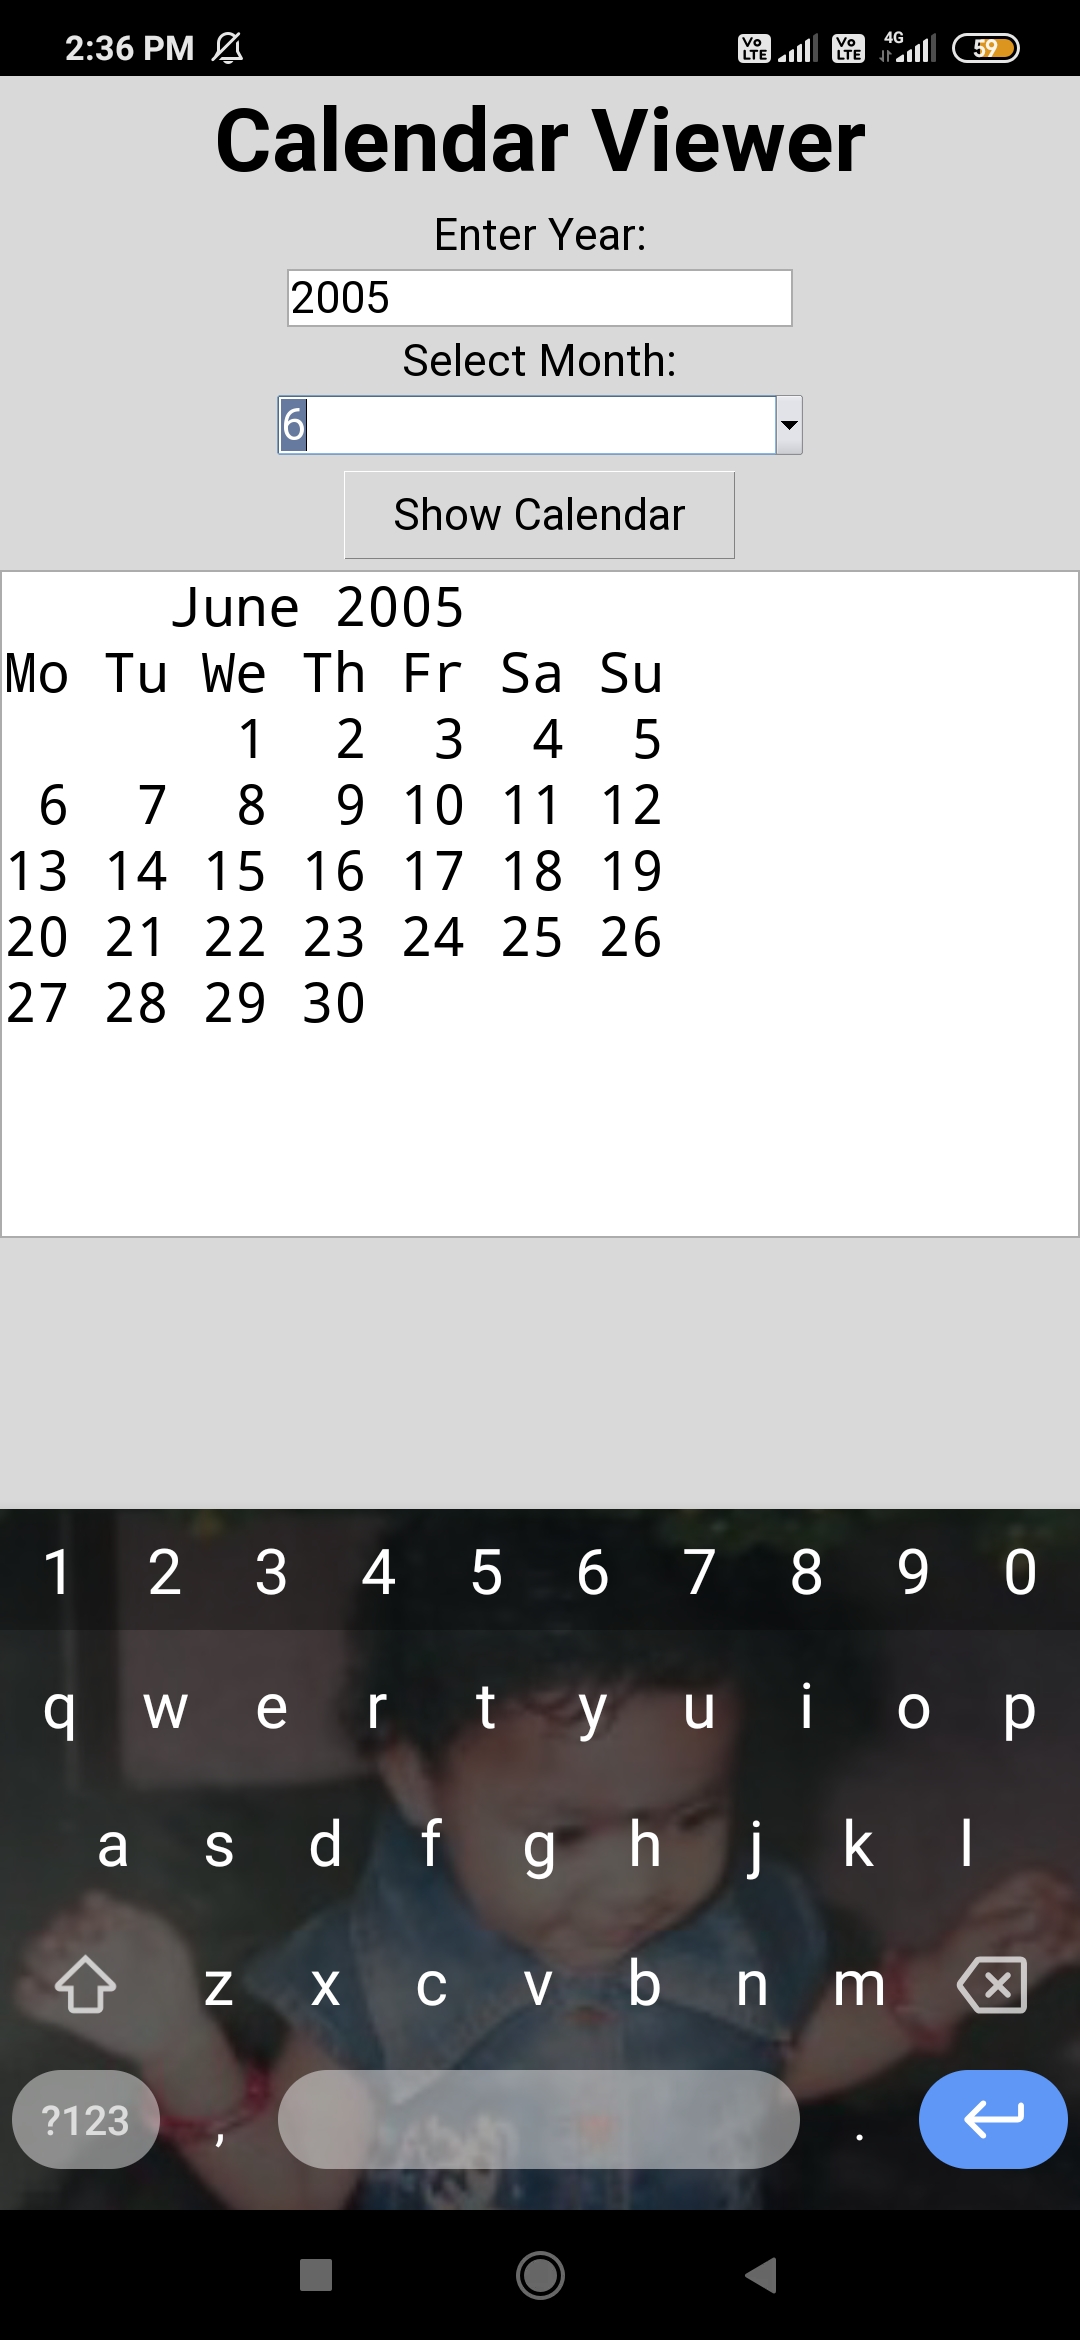 2:36 PM
Vo LTE Vo LTE 4G 59
Calendar Viewer
Enter Year:
2005
Select Month:
6
Show Calendar
June 2005
Mo Tu We Th Fr Sa Su
1 2 3 4 5
6 7 8 9 10 11 12
13 14 15 16 17 18 19
20 21 22 23 24 25 26
27 28 29 30
1 2 3 4 5 6 7 8 9 0
q w e r t y u i o p
a s d f g h j k l
z x c v b n m
?123 , .